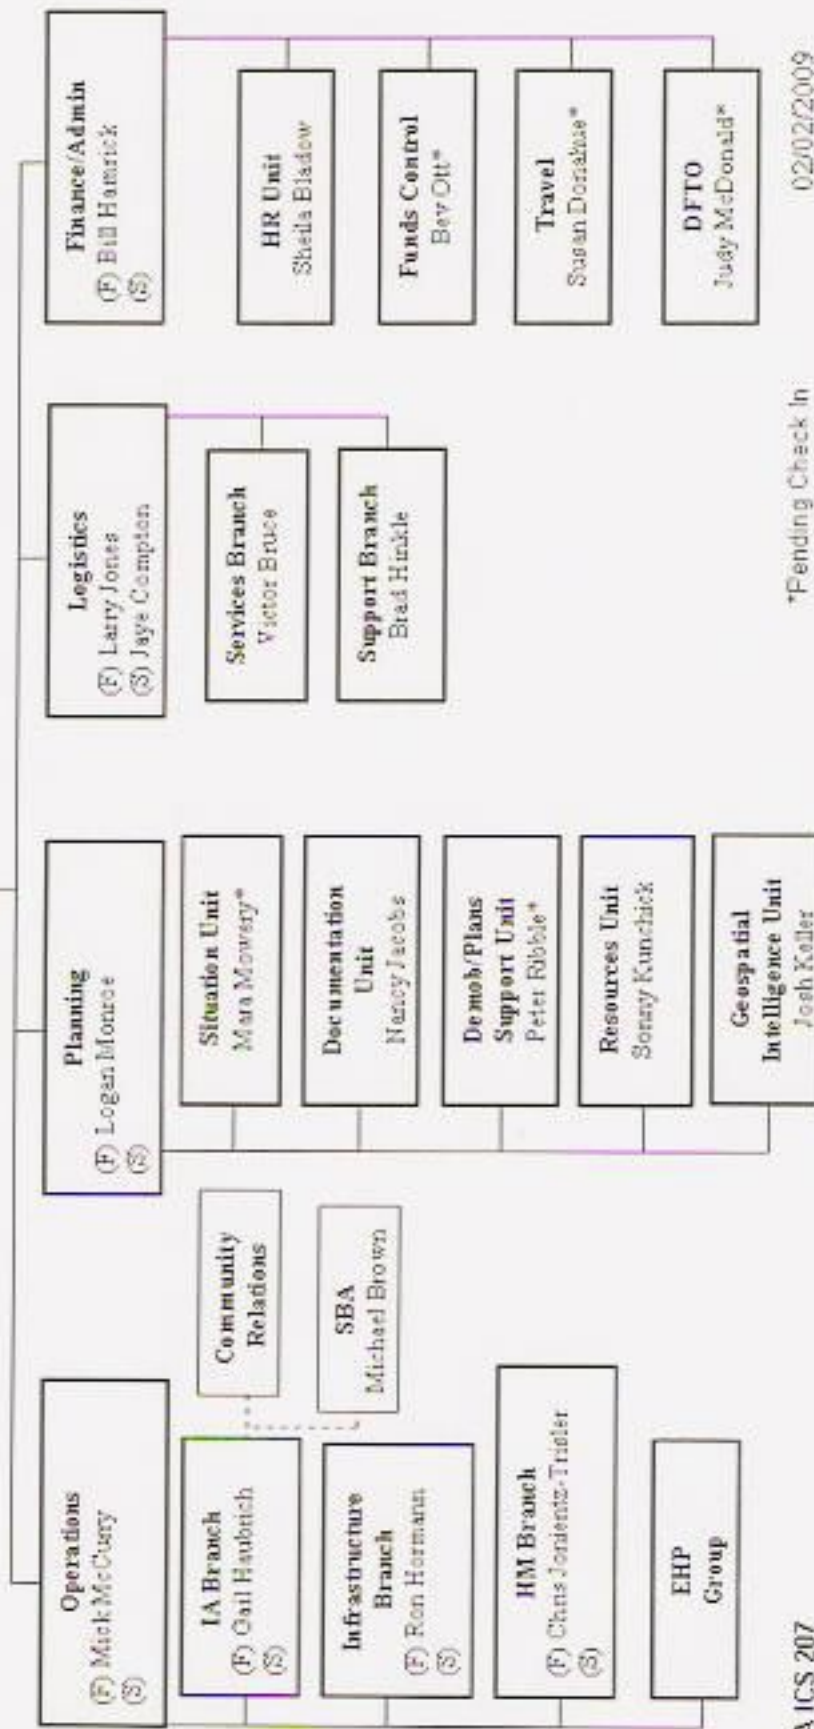 Operations
(F) Mick McCurry
(S)
IA Branch
(F) Gail Haubrich
(S)
Community
Relations
SBA
Michael Brown
Infrastructure
Branch
(F) Ron Hormann
(S)
HM Branch
(F) Chris Jonientz-Trisler
(S)
EHP
Group
Planning
(F) Logan Monroe
(S)
Situation Unit
Mara Mowery*
Documentation
Unit
Nancy Jacobs
Demob/Plans
Support Unit
Peter Ribble*
Resources Unit
Sonny Kunchick
Geospatial
Intelligence Unit
Josh Keller
Logistics
(F) Larry Jones
(S) Jaye Compton
Services Branch
Victor Bruce
Support Branch
Brad Hinkle
Finance/Admin
(F) Bill Hamrick
(S)
HR Unit
Sheila Bladow
Funds Control
Bev Ott*
Travel
Susan Donahue*
DFTO
Judy McDonald*
A ICS 207
*Pending Check In
02/02/2009